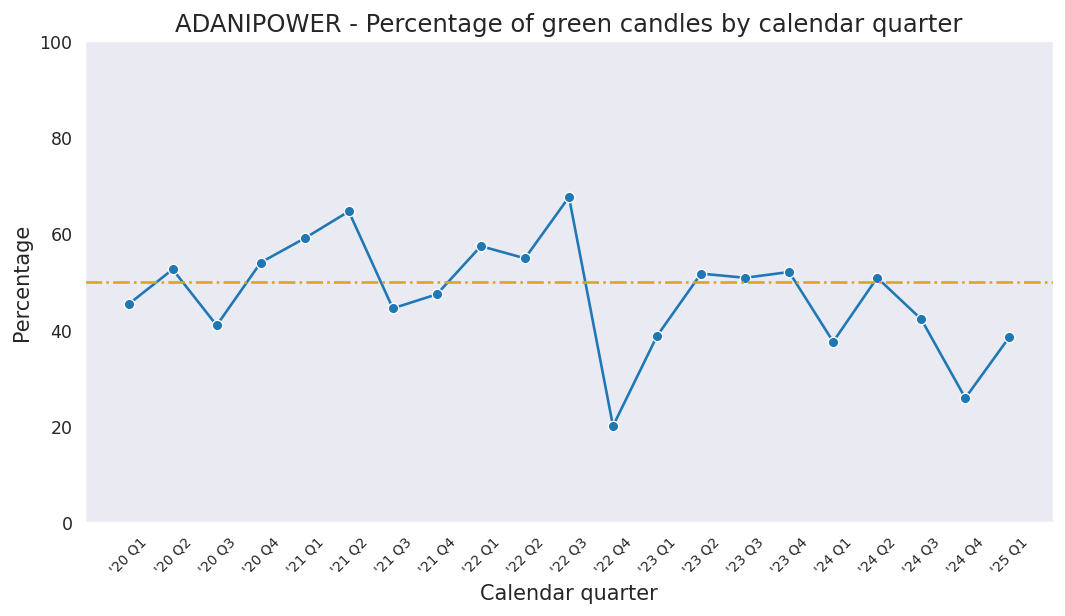 ADANIPOWER - Percentage of green candles by calendar quarter
100
80
60
40
20
0
Percentage
'20 Q1
'20 Q2
'20 Q3
'20 Q4
'21 Q1
'21 Q2
'21 Q3
'21 Q4
'22 Q1
'22 Q2
'22 Q3
'22 Q4
'23 Q1
'23 Q2
'23 Q3
'23 Q4
'24 Q1
'24 Q2
'24 Q3
'24 Q4
'25 Q1
Calendar quarter